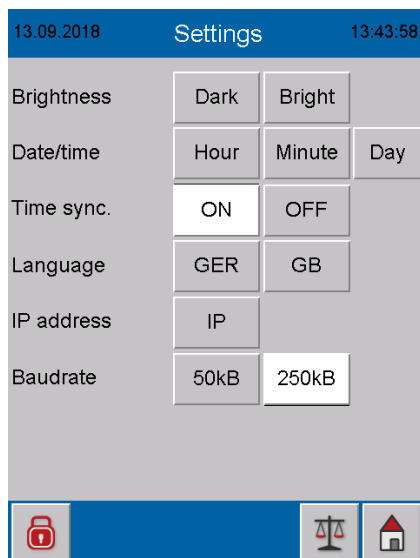 13.09.2018 Settings 13:43:58
Brightness Dark Bright
Date/time Hour Minute Day
Time sync. ON OFF
Language GER GB
IP address IP
Baudrate 50kB 250kB